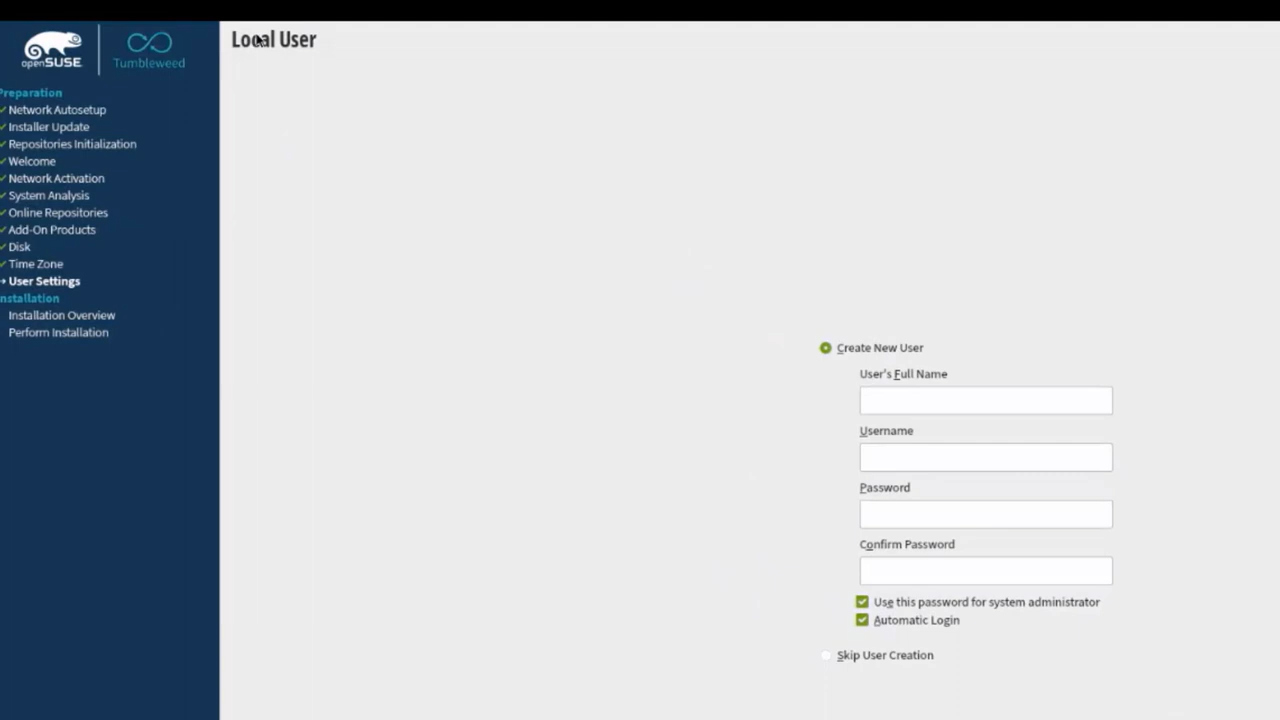 openSUSE
Tumbleweed
Local User
Preparation
Network Autosetup
Installer Update
Repositories Initialization
Welcome
Network Activation
System Analysis
Online Repositories
Add-On Products
Disk
Time Zone
User Settings
nstallation
Installation Overview
Perform Installation
Create New User
User's Full Name
Username
Password
Confirm Password
Use this password for system administrator
Automatic Login
Skip User Creation